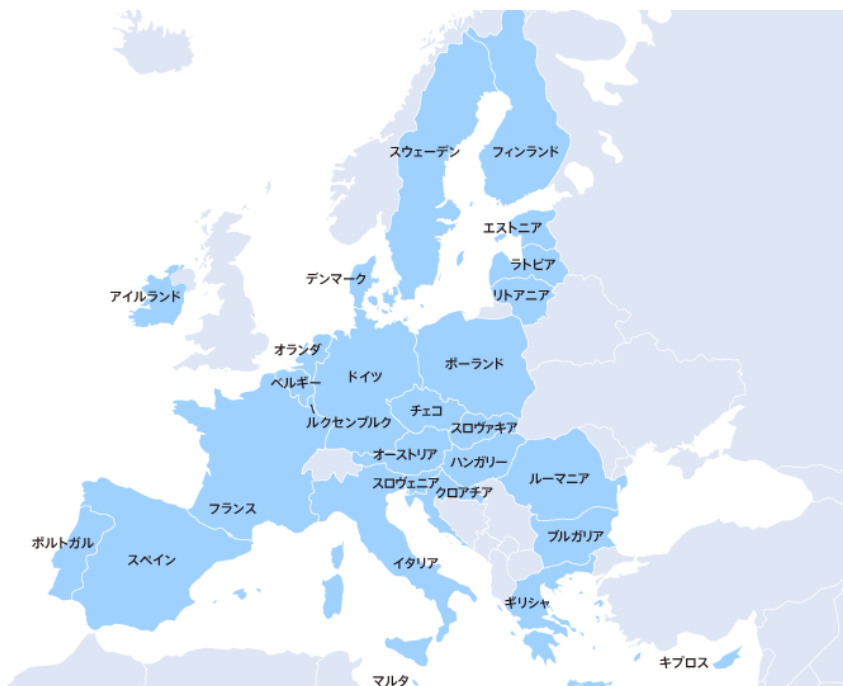 スウェーデン
フィンランド
エストニア
ラトビア
デンマーク
アイルランド
リトアニア
オランダ
ポーランド
ドイツ
ベルギー
チェコ
ルクセンブルク
スロヴァキア
オーストリア
ハンガリー
ルーマニア
スロヴェニア
クロアチア
フランス
ブルガリア
ポルトガル
スペイン
イタリア
ギリシャ
キプロス
マルタ